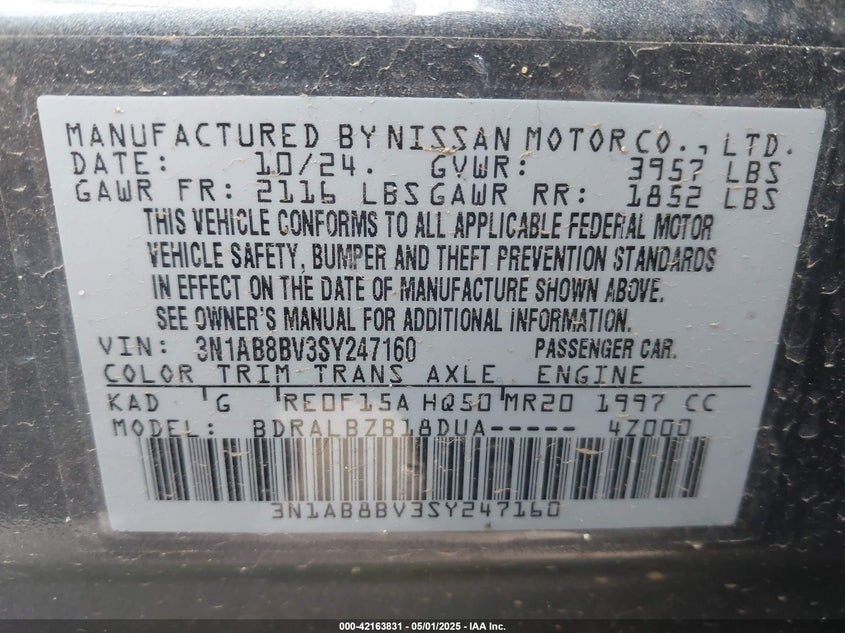 MANUFACTURED BY NISSAN MOTOR CO., LTD.
DATE: 10/24. GVWR: 3957 LBS
GAWR FR: 2116 LBS GAWR RR: 1852 LBS
THIS VEHICLE CONFORMS TO ALL APPLICABLE FEDERAL MOTOR
VEHICLE SAFETY, BUMPER AND THEFT PREVENTION STANDARDS
IN EFFECT ON THE DATE OF MANUFACTURE SHOWN ABOVE.
SEE OWNER'S MANUAL FOR ADDITIONAL INFORMATION.
VIN: 3N1AB8BV3SY247160 PASSENGER CAR.
COLOR TRIM TRANS AXLE ENGINE
KAD G RE0F15A HQ50 MR20 1997 CC
MODEL: BDRALBZB18DUA----- 4Z000
3N1AB8BV3SY247160
000-42163831 - 05/01/2025 - IAA Inc.